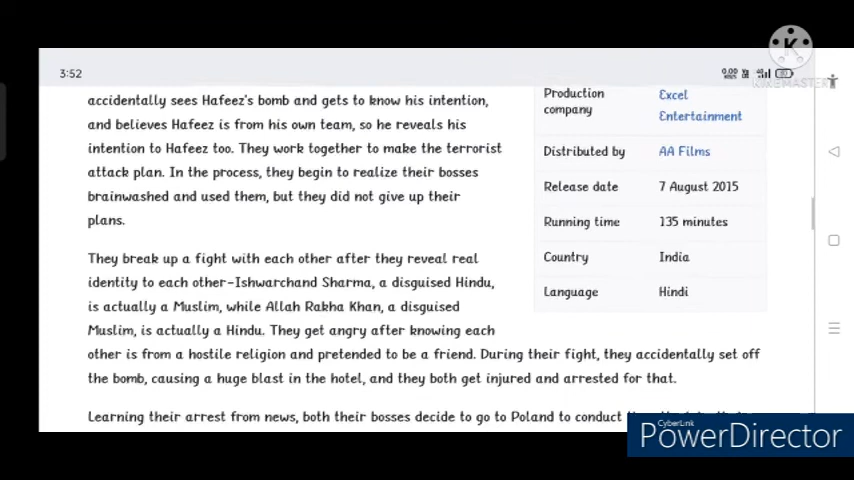 3:52
0.00
KINEMASTER
accidentally sees Hafeez's bomb and gets to know his intention,
and believes Hafeez is from his own team, so he reveals his
intention to Hafeez too. They work together to make the terrorist
attack plan. In the process, they begin to realize their bosses
brainwashed and used them, but they did not give up their
plans.
They break up a fight with each other after they reveal real
identity to each other-Ishwarchand Sharma, a disguised Hindu,
is actually a Muslim, while Allah Rakha Khan, a disguised
Muslim, is actually a Hindu. They get angry after knowing each
other is from a hostile religion and pretended to be a friend. During their fight, they accidentally set off
the bomb, causing a huge blast in the hotel, and they both get injured and arrested for that.
Learning their arrest from news, both their bosses decide to go to Poland to conduct
Production company Excel Entertainment
Distributed by AA Films
Release date 7 August 2015
Running time 135 minutes
Country India
Language Hindi
CyberLink
PowerDirector